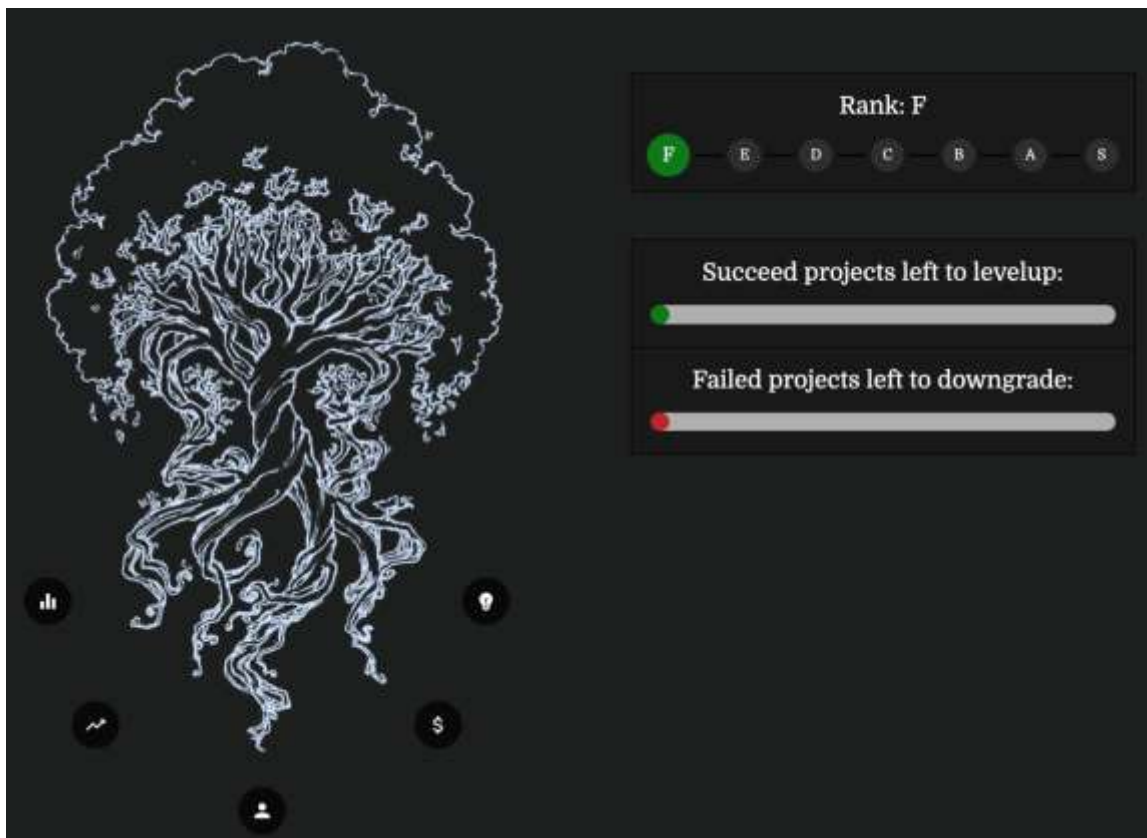 Rank: F
F E D C B A S
Succeed projects left to levelup:
Failed projects left to downgrade:
$